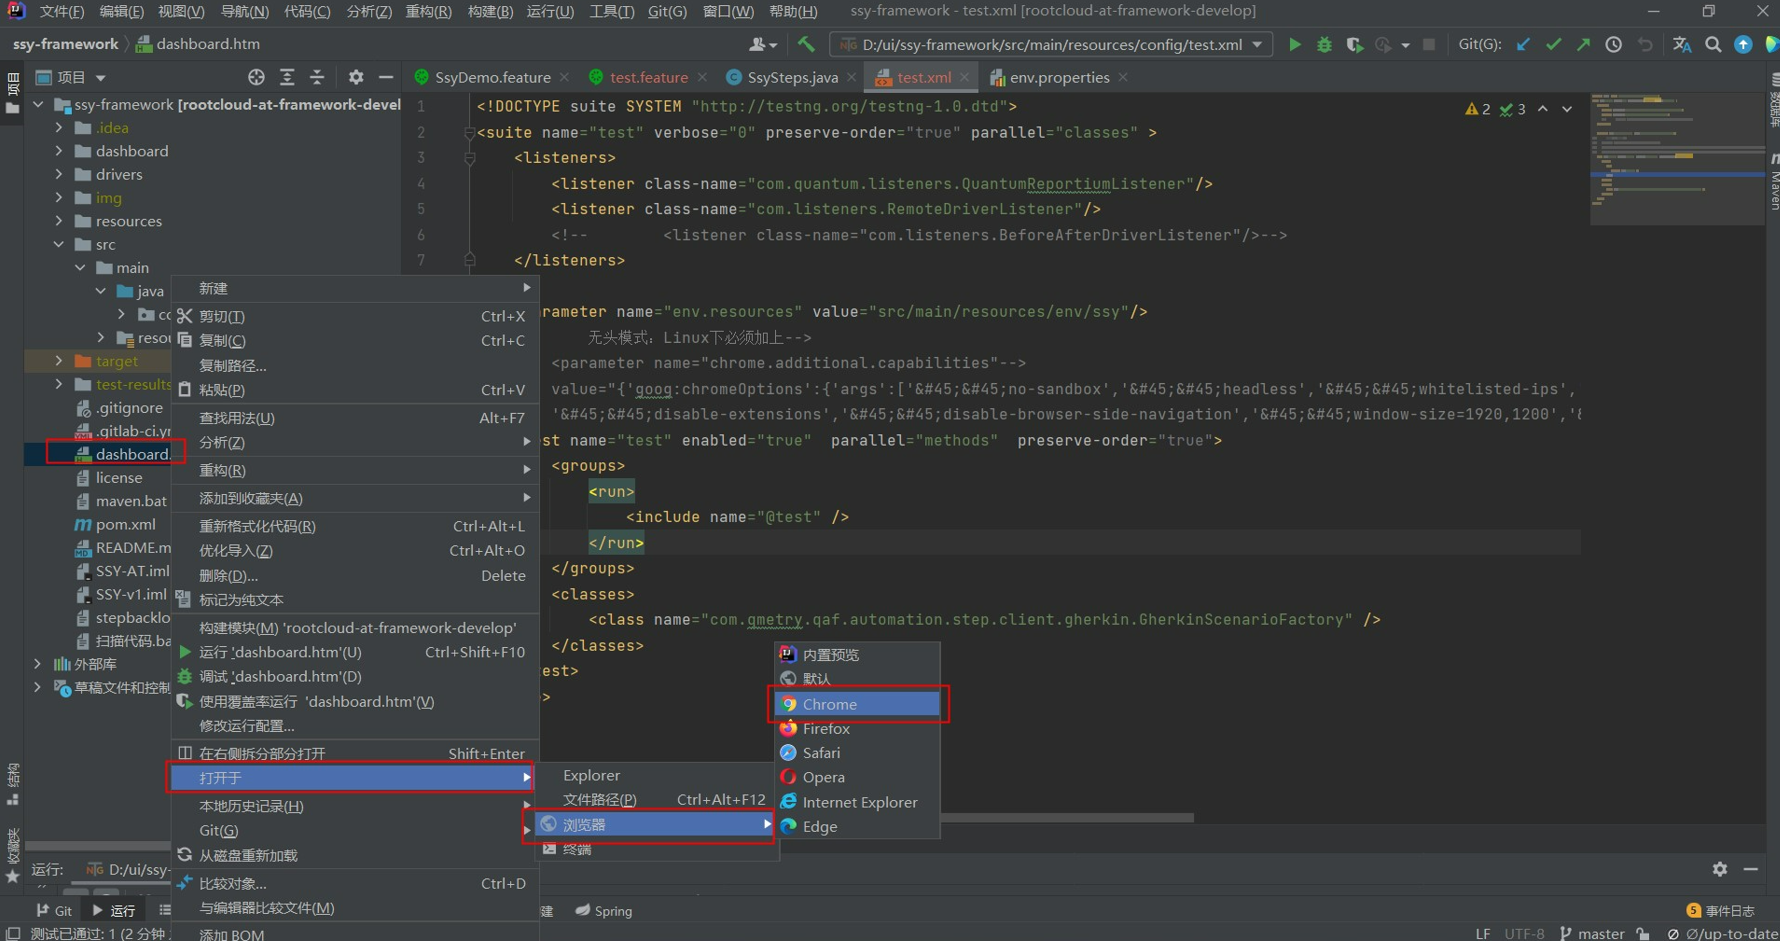 文件(F) 编辑(E) 视图(V) 导航(N) 代码(C) 分析(Z) 重构(R) 构建(B) 运行(U) 工具(T) Git(G) 窗口(W) 帮助(H) ssy-framework - test.xml [rootcloud-at-framework-develop]
ssy-framework dashboard.htm D:/ui/ssy-framework/src/main/resources/config/test.xml Git(G):
项目
SsyDemo.feature test.feature SsySteps.java test.xml env.properties
项目
数据库
Maven
结构
收藏夹
ssy-framework [rootcloud-at-framework-devel
.idea
dashboard
drivers
img
resources
src
main
java
co
resou
target
test-results
.gitignore
.gitlab-ci.yr
dashboard.
license
maven.bat
pom.xml
README.m
SSY-AT.iml
SSY-v1.iml
stepbacklo
扫描代码.ba
外部库
草稿文件和控制
1 <!DOCTYPE suite SYSTEM "http://testng.org/testng-1.0.dtd">
2 <suite name="test" verbose="0" preserve-order="true" parallel="classes" >
3 <listeners>
4 <listener class-name="com.quantum.listeners.QuantumReportiumListener"/>
5 <listener class-name="com.listeners.RemoteDriverListener"/>
6 <!-- <listener class-name="com.listeners.BeforeAfterDriverListener"/>-->
7 </listeners>
2 3
rameter name="env.resources" value="src/main/resources/env/ssy"/>
无头模式：Linux下必须加上-->
<parameter name="chrome.additional.capabilities"-->
value="{'goog:chromeOptions':{'args':['&#45;&#45;no-sandbox','&#45;&#45;headless','&#45;&#45;whitelisted-ips',
'&#45;&#45;disable-extensions','&#45;&#45;disable-browser-side-navigation','&#45;&#45;window-size=1920,1200','&
st name="test" enabled="true" parallel="methods" preserve-order="true">
<groups>
<run>
<include name="@test" />
</run>
</groups>
<classes>
<class name="com.qmetry.qaf.automation.step.client.gherkin.GherkinScenarioFactory" />
</classes>
est>
>
新建
剪切(T) Ctrl+X
复制(C) Ctrl+C
复制路径...
粘贴(P) Ctrl+V
查找用法(U) Alt+F7
分析(Z)
重构(R)
添加到收藏夹(A)
重新格式化代码(R) Ctrl+Alt+L
优化导入(Z) Ctrl+Alt+O
删除(D)... Delete
标记为纯文本
构建模块(M) 'rootcloud-at-framework-develop'
运行 'dashboard.htm'(U) Ctrl+Shift+F10
调试 'dashboard.htm'(D)
使用覆盖率运行 'dashboard.htm'(V)
修改运行配置...
在右侧拆分部分打开 Shift+Enter
打开于
本地历史记录(H)
Git(G)
从磁盘重新加载
比较对象... Ctrl+D
与编辑器比较文件(M)
添加 BOM
Explorer
文件路径(P) Ctrl+Alt+F12
浏览器
终端
内置预览
默认
Chrome
Firefox
Safari
Opera
Internet Explorer
Edge
运行: D:/ui/ssy-
Git 运行 建 Spring 5 事件日志
测试已通过: 1 (2 分钟 LF UTF-8 master ∅/up-to-date